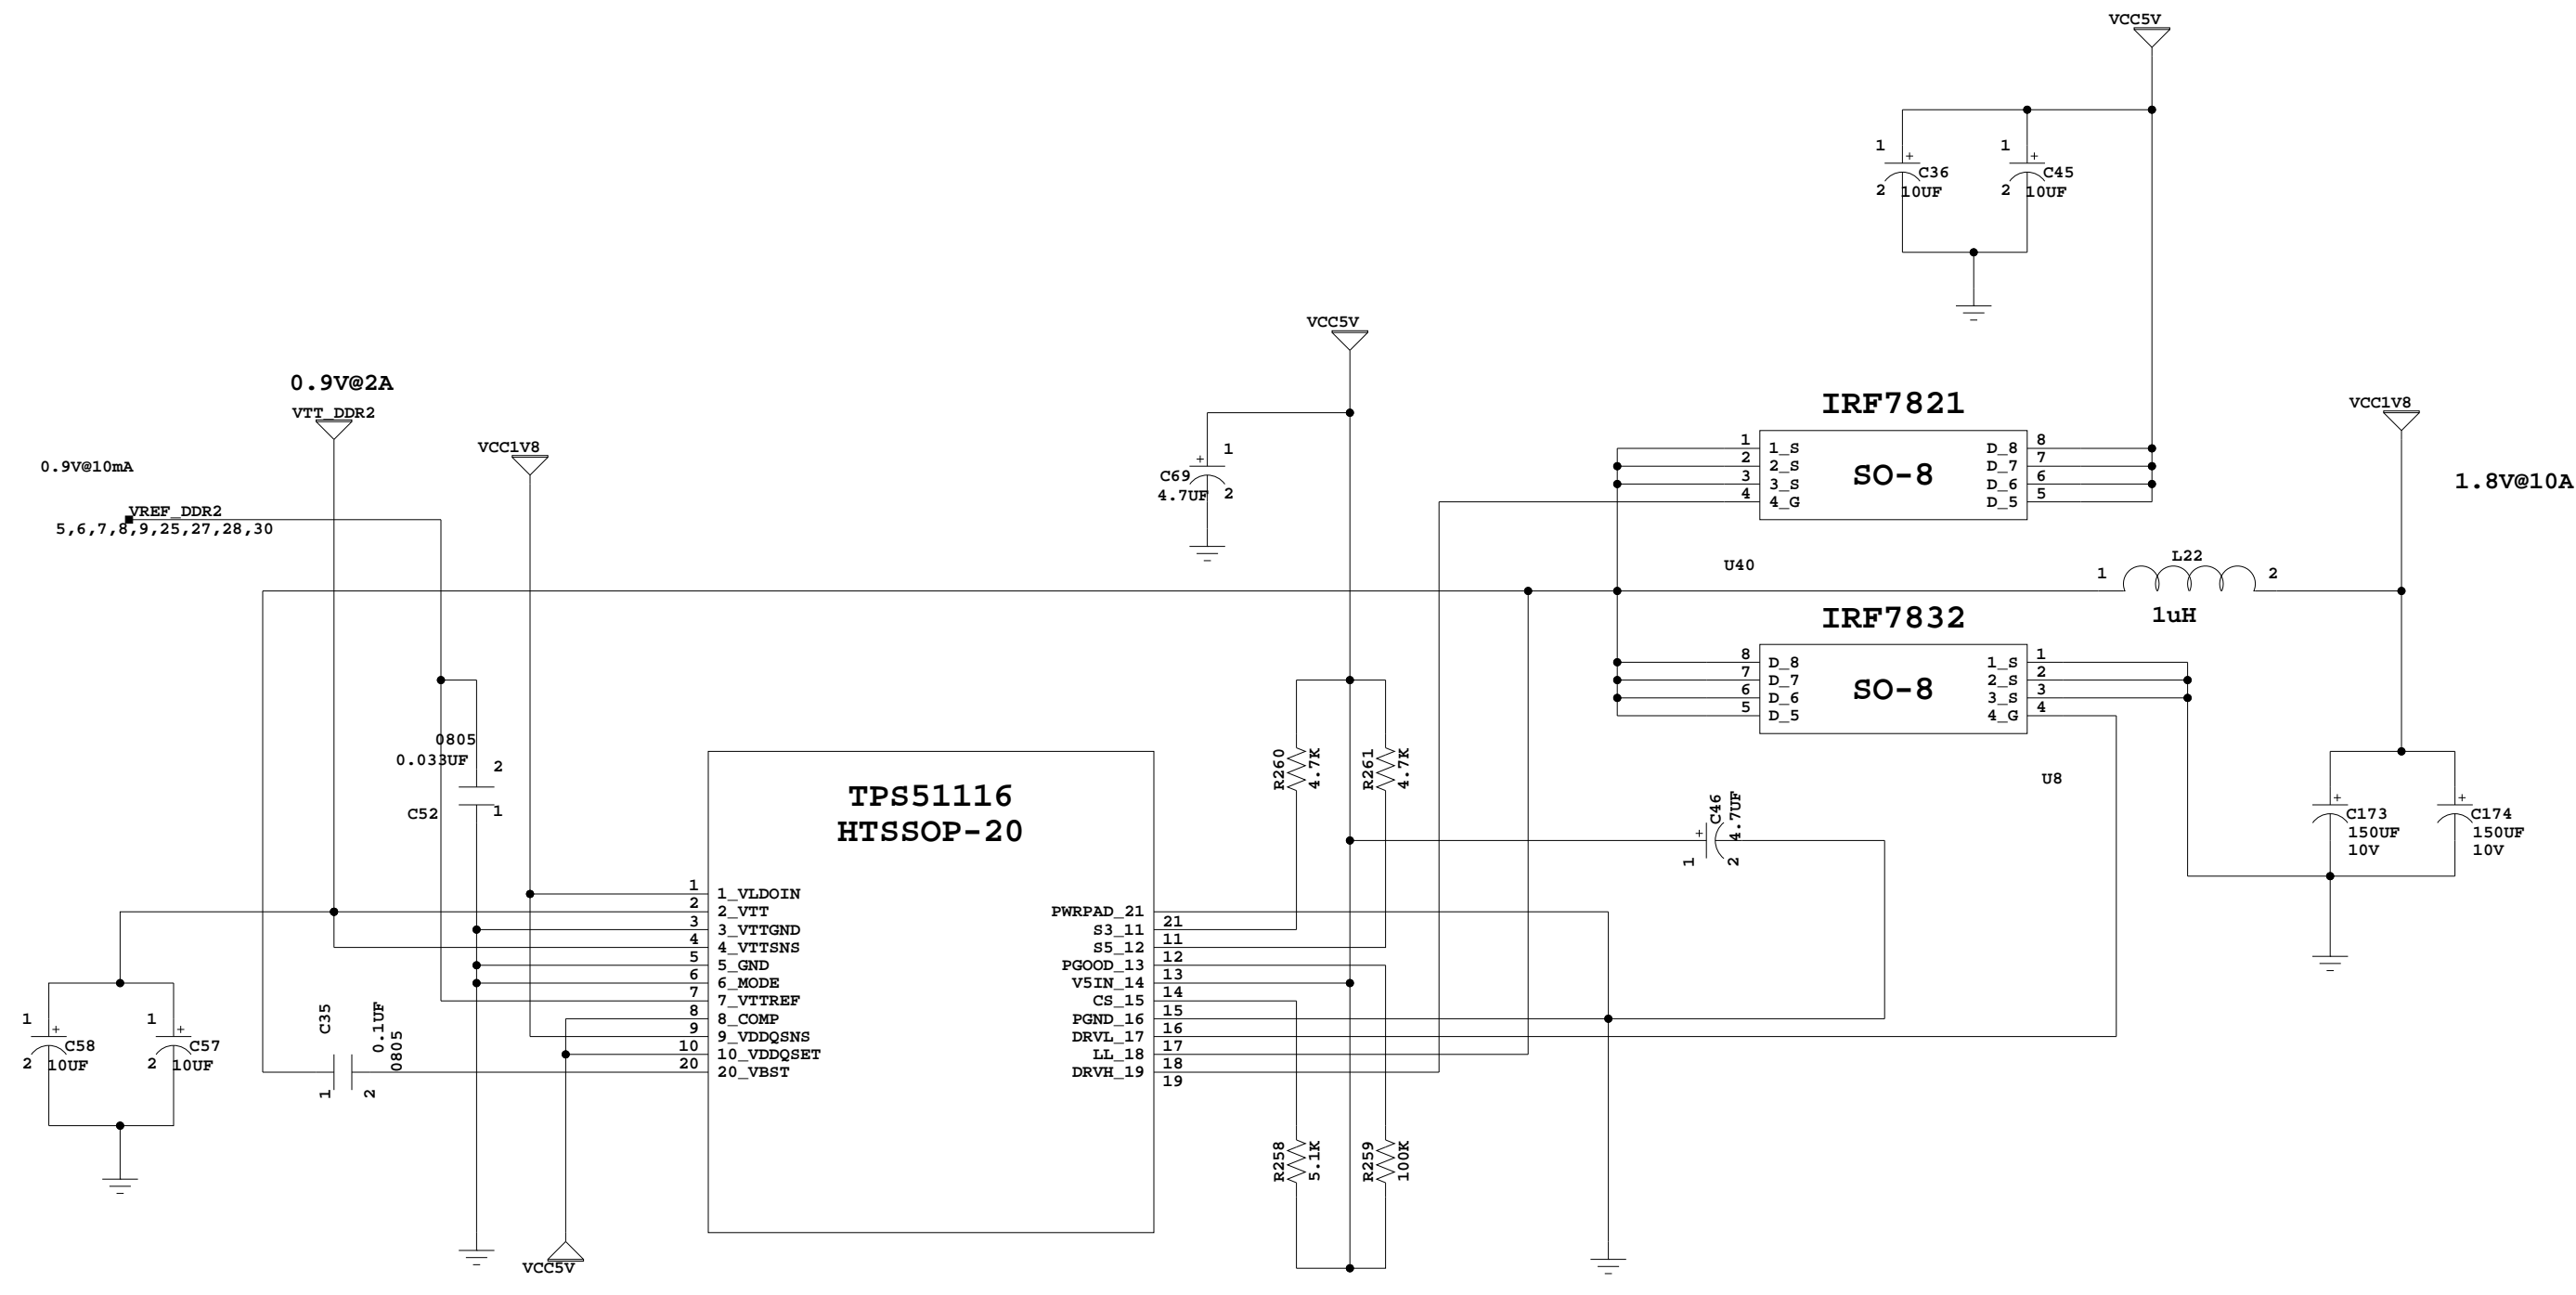 VCC5V
1
+
C36
2
10UF
1
+
C45
2
10UF
VCC5V
0.9V@2A
VTT_DDR2
VCC1V8
0.9V@10mA
VREF_DDR2
5,6,7,8,9,25,27,28,30
+
1
C69
4.7UF
2
IRF7821
SO-8
1
1_S
2
2_S
3
3_S
4
4_G
D_8
8
D_7
7
D_6
6
D_5
5
U40
VCC1V8
1.8V@10A
1
L22
2
1uH
IRF7832
SO-8
8
D_8
7
D_7
6
D_6
5
D_5
1_S
1
2_S
2
3_S
3
4_G
4
U8
0805
0.033UF
2
C52
1
R260
4.7K
R261
4.7K
+
C46
4.7UF
1
2
+
C173
150UF
10V
+
C174
150UF
10V
TPS51116
HTSSOP-20
1
1_VLDOIN
2
2_VTT
3
3_VTTGND
4
4_VTTSNS
5
5_GND
6
6_MODE
7
7_VTTREF
8
8_COMP
9
9_VDDQSNS
10
10_VDDQSET
20
20_VBST
PWRPAD_21
21
S3_11
11
S5_12
12
PGOOD_13
13
V5IN_14
14
CS_15
15
PGND_16
16
DRVL_17
17
LL_18
18
DRVH_19
19
1
+
C58
2
10UF
1
+
C57
2
10UF
C35
0.1UF
0805
1
2
R258
5.1K
R259
100K
VCC5V